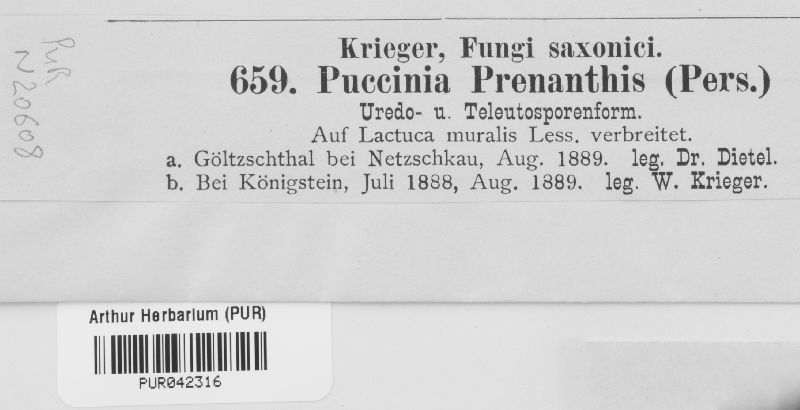 Krieger, Fungi saxonici.
659. Puccinia Prenanthis (Pers.)
Uredo- u. Teleutosporenform.
Auf Lactuca muralis Less. verbreitet.
a. Göltzschthal bei Netzschkau, Aug. 1889. leg. Dr. Dietel.
b. Bei Königstein, Juli 1888, Aug. 1889. leg. W. Krieger.
PUR
N20608
Arthur Herbarium (PUR)
PUR042316